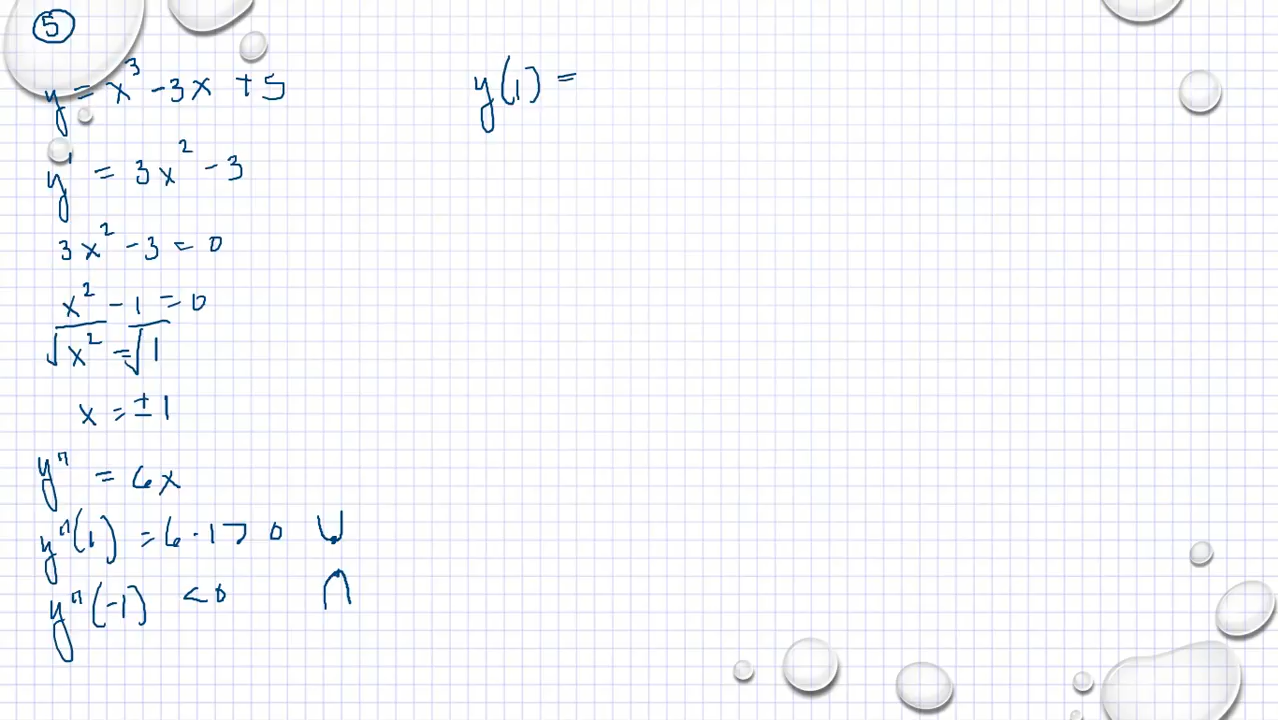 5
y = x³ - 3x + 5
y' = 3x² - 3
3x² - 3 = 0
x² - 1 = 0
√x² = √1
x = ±1
y" = 6x
y"(1) = 6 · 1 > 0 ∪
y"(-1) < 0 ∩
y(1) =